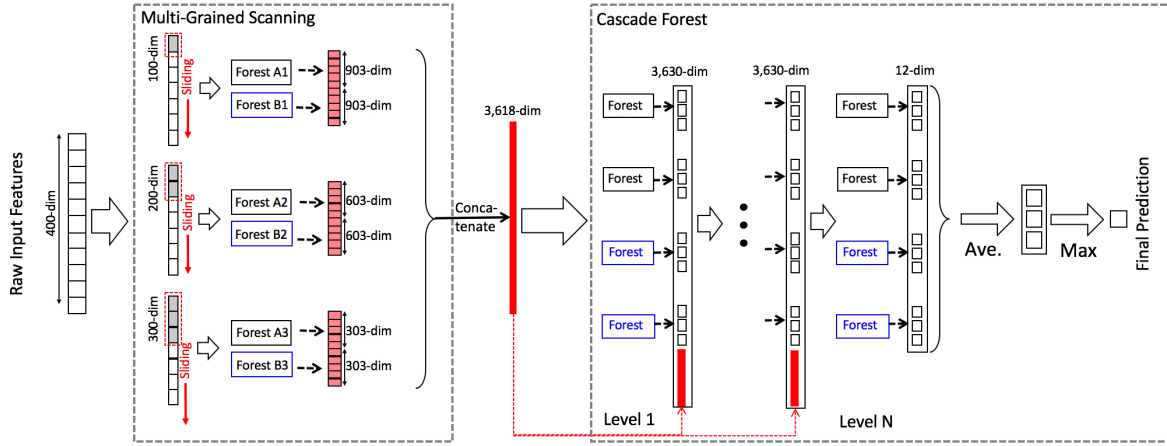 Multi-Grained Scanning
Cascade Forest
Raw Input Features
400-dim
100-dim
Sliding
Forest A1
Forest B1
903-dim
903-dim
200-dim
Sliding
Forest A2
Forest B2
603-dim
603-dim
300-dim
Sliding
Forest A3
Forest B3
303-dim
303-dim
Conca-
tenate
3,618-dim
3,630-dim
3,630-dim
12-dim
Forest
Forest
Forest
Forest
Forest
Forest
Forest
Forest
Level 1
Level N
Ave.
Max
Final Prediction